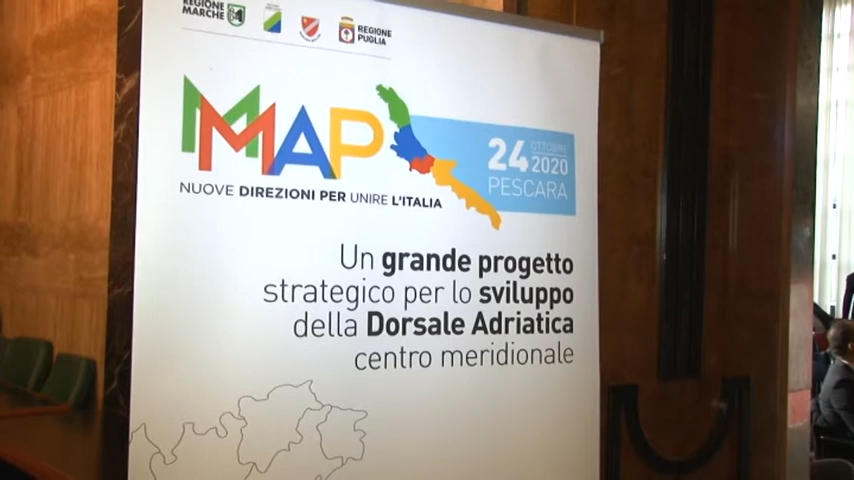 REGIONE
MARCHE
REGIONE
PUGLIA
MMAP
NUOVE DIREZIONI PER UNIRE L'ITALIA
24 OTTOBRE
2020
PESCARA
Un grande progetto
strategico per lo sviluppo
della Dorsale Adriatica
centro meridionale